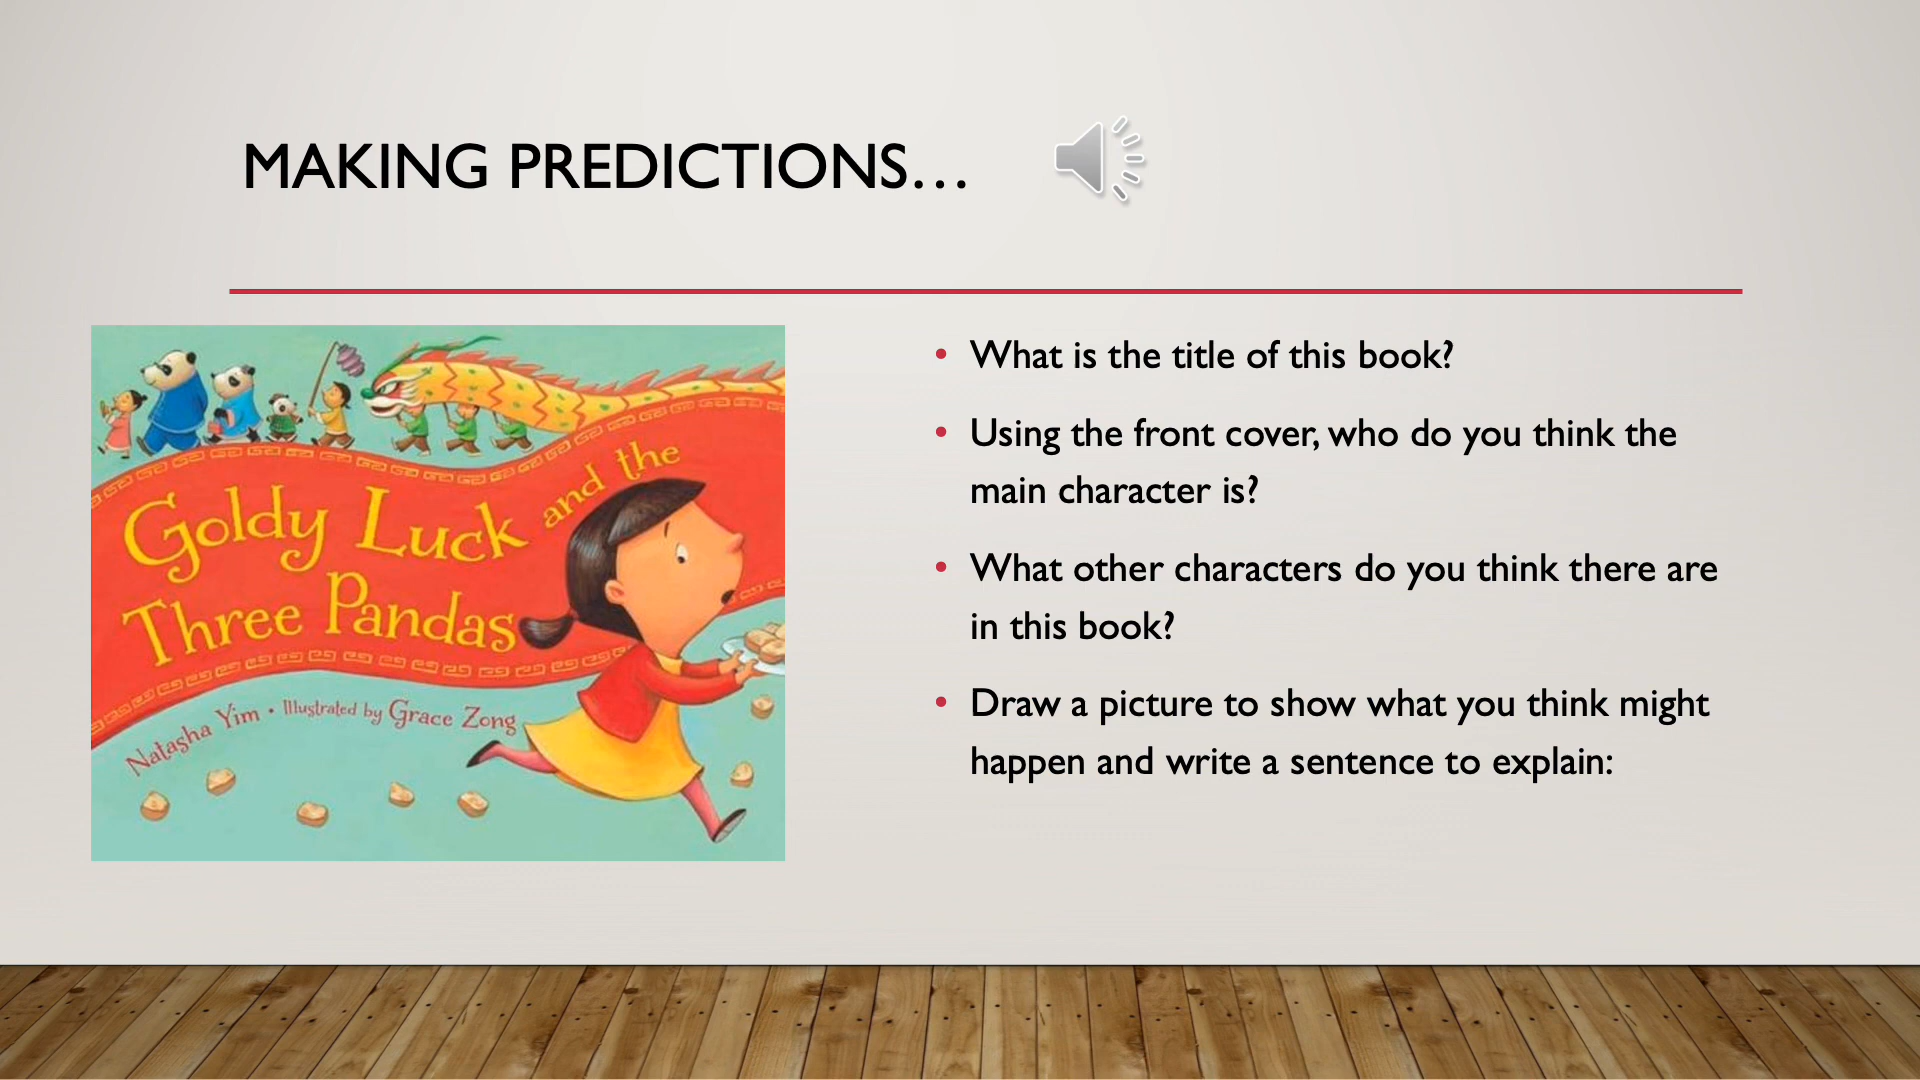 MAKING PREDICTIONS…
Goldy Luck and the
Three Pandas
Natasha Yim • Illustrated by Grace Zong
• What is the title of this book?
• Using the front cover, who do you think the
main character is?
• What other characters do you think there are
in this book?
• Draw a picture to show what you think might
happen and write a sentence to explain: